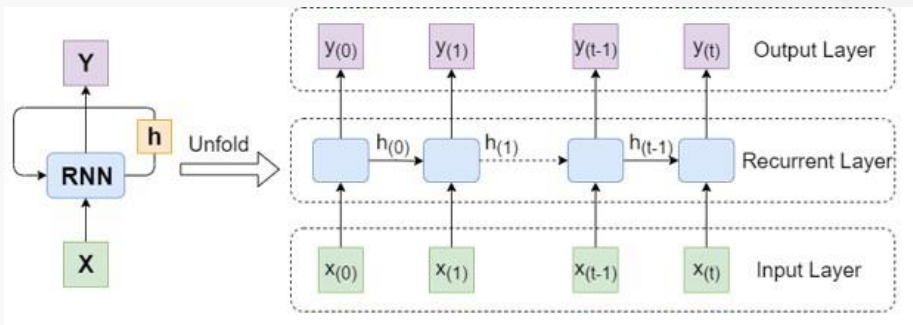 Y
h
RNN
X
Unfold
y(0) y(1) y(t-1) y(t) Output Layer
h(0) h(1) h(t-1)
Recurrent Layer
x(0) x(1) x(t-1) x(t) Input Layer